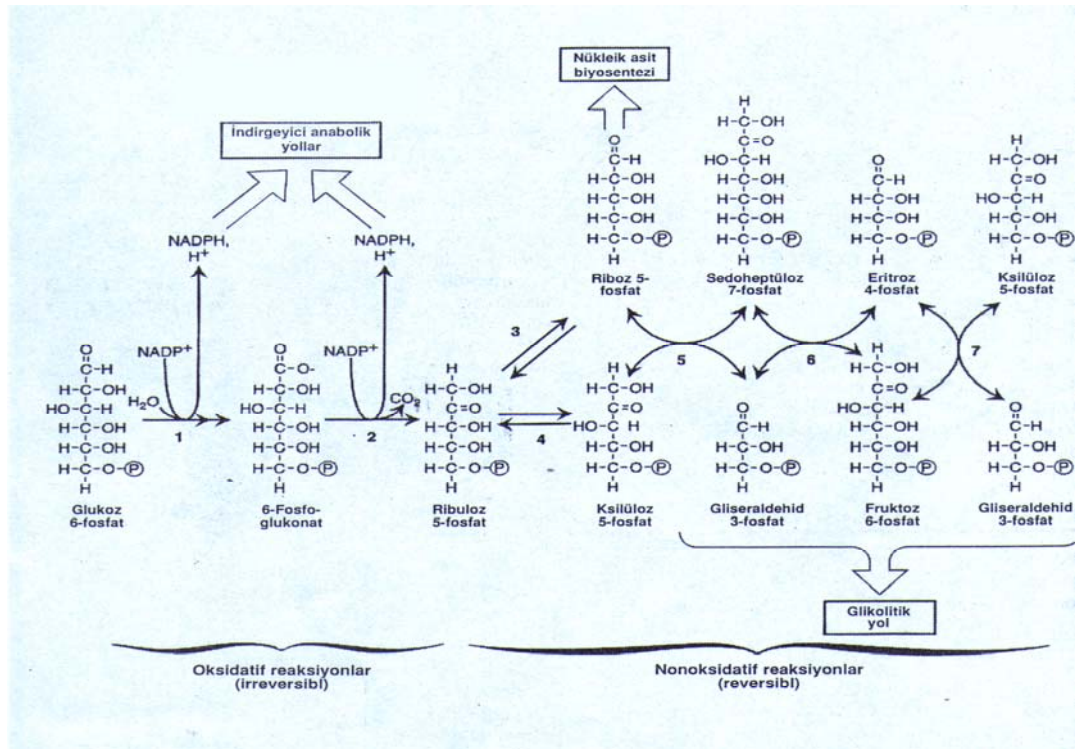 Nükleik asit
biyosentezi
İndirgeyici anabolik
yollar
NADPH,
H⁺
NADPH,
H⁺
NADP⁺
H₂O
1
NADP⁺
CO₂
2
3
4
5
6
7
Glukoz
6-fosfat
6-Fosfo-
glukonat
Ribuloz
5-fosfat
Riboz 5-
fosfat
Sedoheptüloz
7-fosfat
Eritroz
4-fosfat
Ksilüloz
5-fosfat
Ksilüloz
5-fosfat
Gliseraldehid
3-fosfat
Fruktoz
6-fosfat
Gliseraldehid
3-fosfat
Glikolitik
yol
Oksidatif reaksiyonlar
(irreversibl)
Nonoksidatif reaksiyonlar
(reversibl)